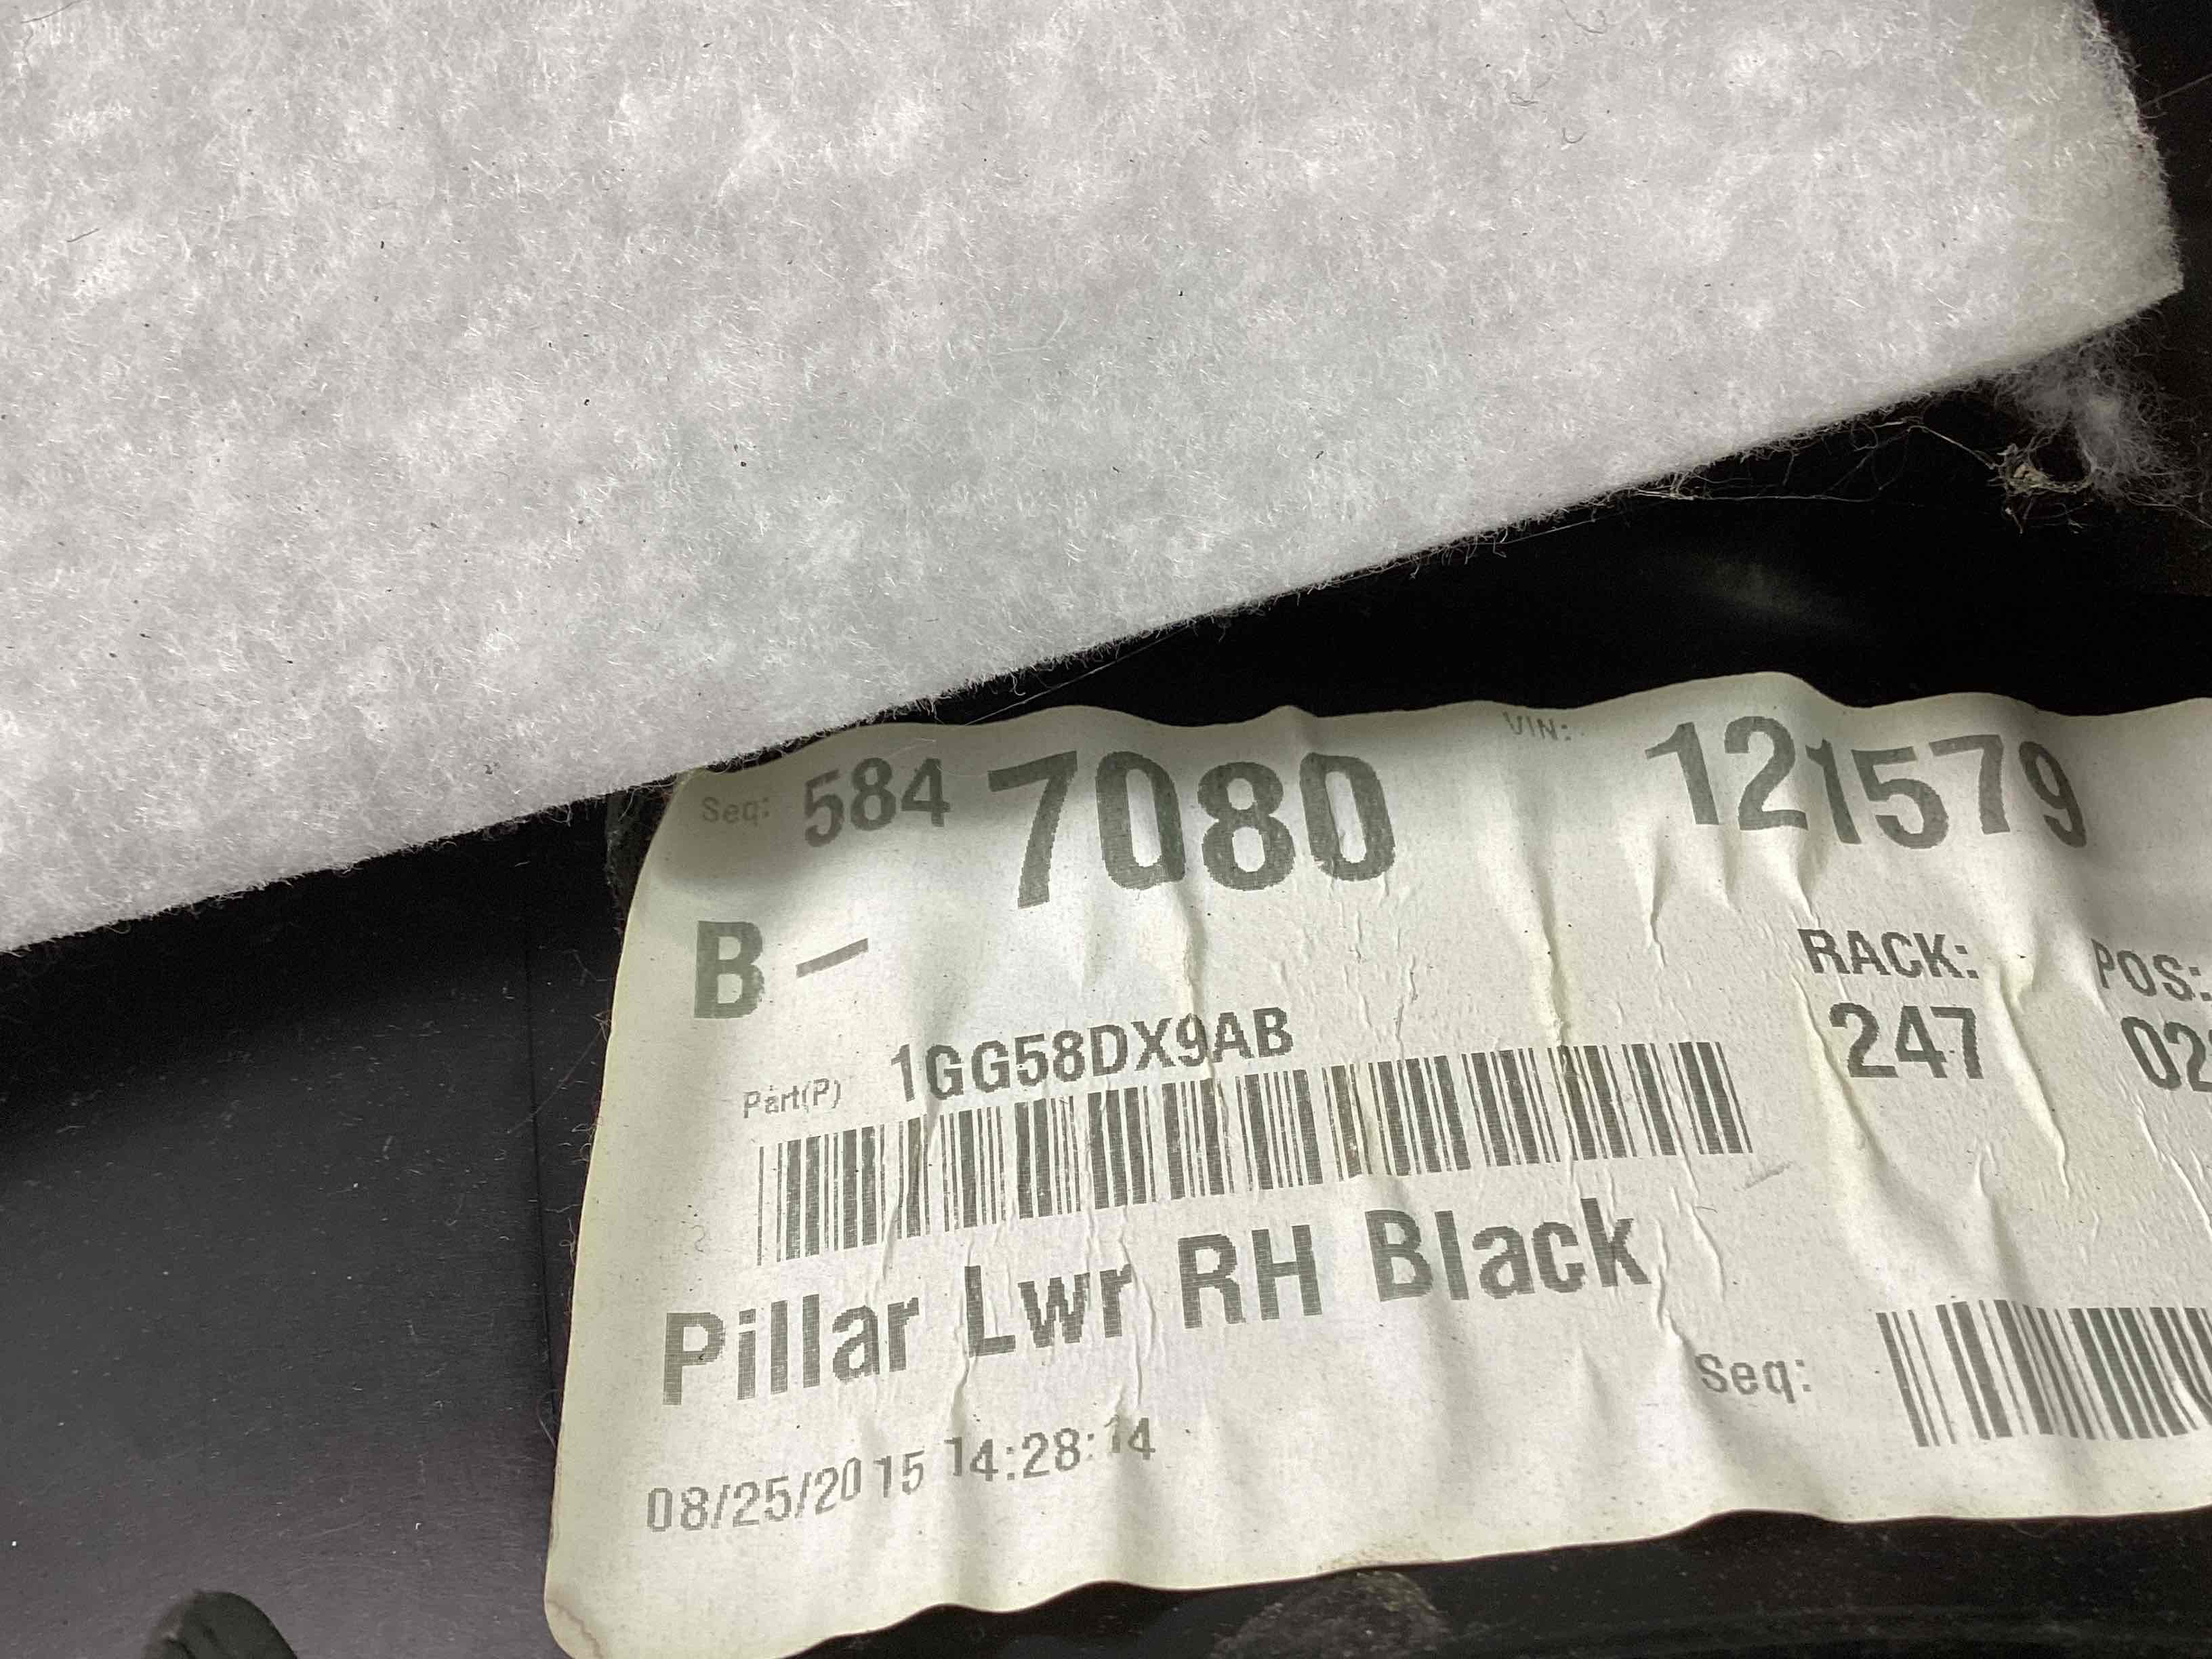 Seq: 584 7080 VIN: 121579
B - RACK: POS:
247 02
Part(P) 1GG58DX9AB
Pillar Lwr RH Black
Seq:
08/25/2015 14:28:14